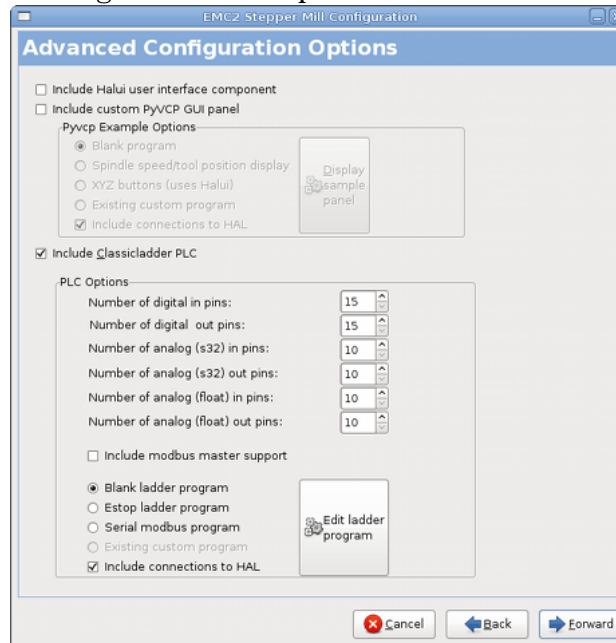 EMC2 Stepper Mill Configuration
Advanced Configuration Options
Include Halui user interface component
Include custom PyVCP GUI panel
Pyvcp Example Options
Blank program
Spindle speed/tool position display
XYZ buttons (uses Halui)
Existing custom program
Include connections to HAL
Display
sample
panel
Include Classicladder PLC
PLC Options
Number of digital in pins: 15
Number of digital out pins: 15
Number of analog (s32) in pins: 10
Number of analog (s32) out pins: 10
Number of analog (float) in pins: 10
Number of analog (float) out pins: 10
Include modbus master support
Blank ladder program
Estop ladder program
Serial modbus program
Existing custom program
Include connections to HAL
Edit ladder
program
Cancel Back Forward